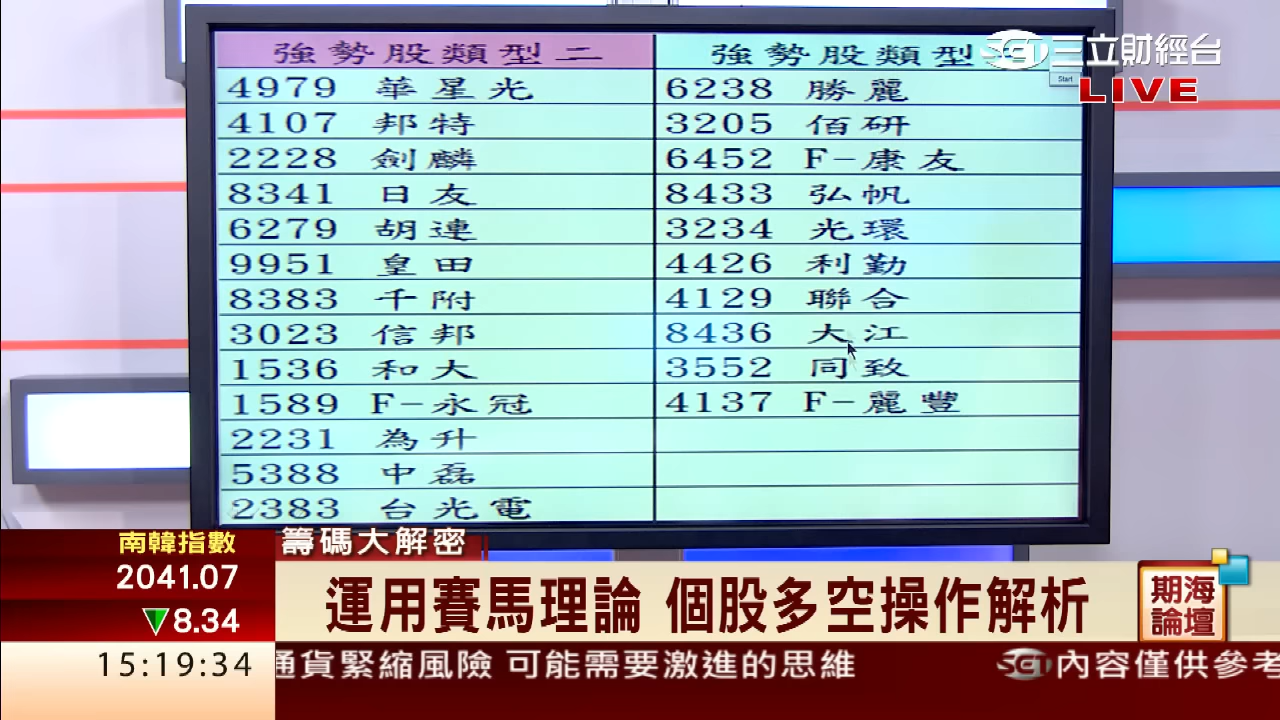 強勢股類型二
4979 華星光
4107 邦特
2228 劍麟
8341 日友
6279 胡連
9951 皇田
8383 千附
3023 信邦
1536 和大
1589 F-永冠
2231 為升
5388 中磊
2383 台光電
強勢股類型
6238 勝麗
3205 佰研
6452 F-康友
8433 弘帆
3234 光環
4426 利勤
4129 聯合
8436 大江
3552 同致
4137 F-麗豐
SET三立財經台
Start
LIVE
籌碼大解密
南韓指數
2041.07
▼8.34
運用賽馬理論 個股多空操作解析
期海
論壇
15:19:34
通貨緊縮風險 可能需要激進的思維
SET內容僅供參考